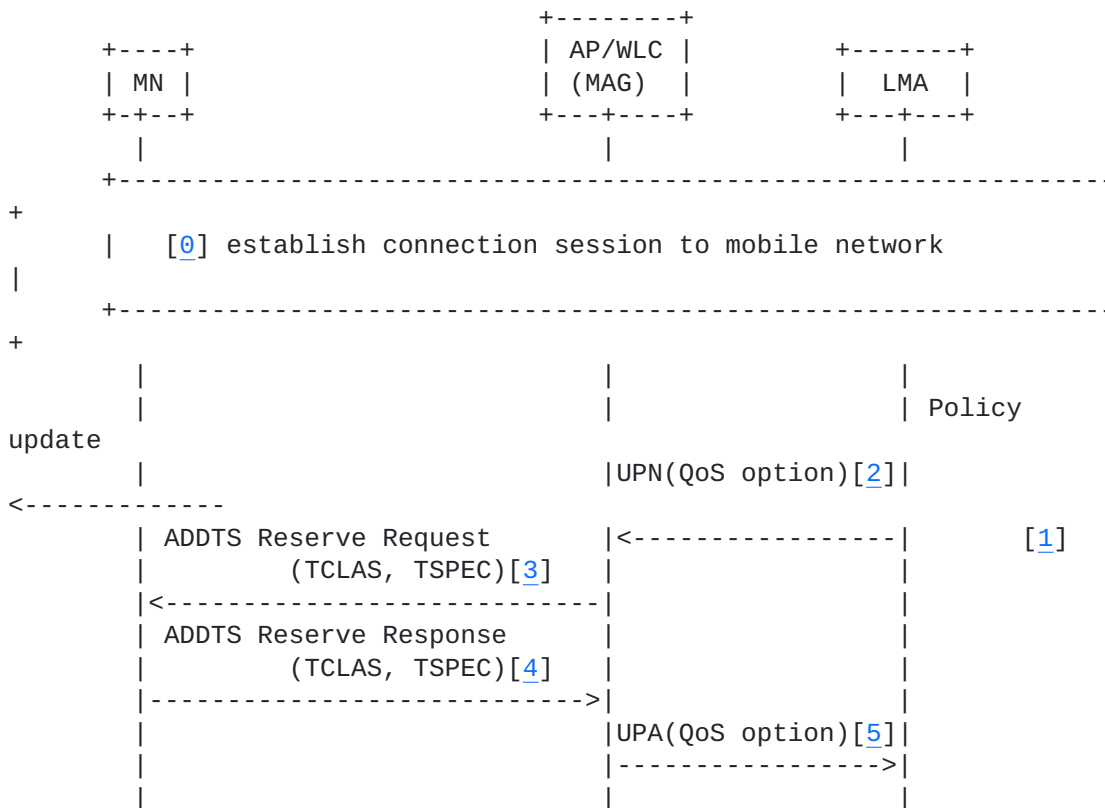 +--------+
      +----+                      | AP/WLC |         +-------+
      | MN |                      | (MAG)  |         |  LMA  |
      +-+--+                      +---+----+         +---+---+
        |                             |                  |
      +---------------------------------------------------------------
+
      |   [0] establish connection session to mobile network
|
      +---------------------------------------------------------------
+
        |                             |                  |
        |                             |                  | Policy
update
        |                             |UPN(QoS option)[2]|
<-------------
        | ADDTS Reserve Request       |<-----------------|       [1]
        |         (TCLAS, TSPEC)[3]   |                  |
        |<----------------------------|                  |
        | ADDTS Reserve Response      |                  |
        |         (TCLAS, TSPEC)[4]   |                  |
        |---------------------------->|                  |
        |                             |UPA(QoS option)[5]|
        |                             |----------------->|
        |                             |                  |